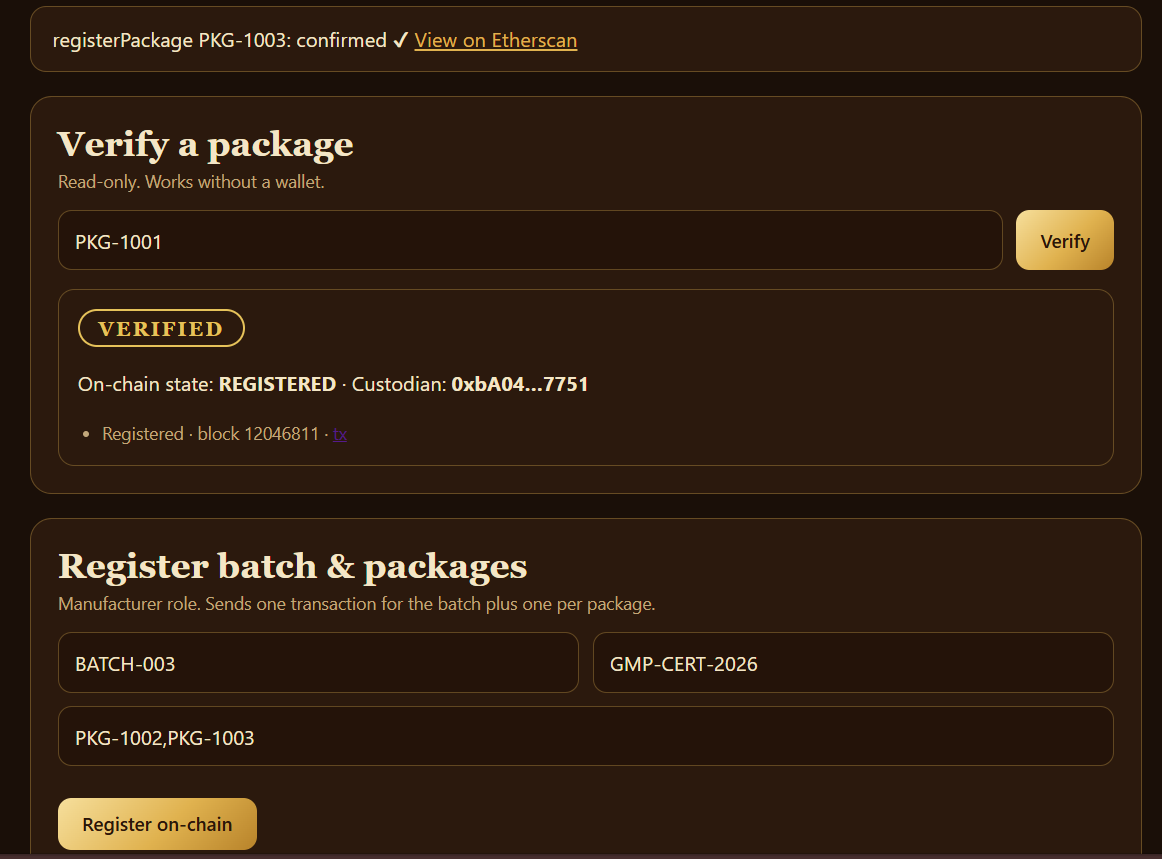 registerPackage PKG-1003: confirmed ✔ View on Etherscan
Verify a package
Read-only. Works without a wallet.
PKG-1001
Verify
VERIFIED
On-chain state: REGISTERED · Custodian: 0xbA04…7751
• Registered · block 12046811 · tx
Register batch & packages
Manufacturer role. Sends one transaction for the batch plus one per package.
BATCH-003
GMP-CERT-2026
PKG-1002,PKG-1003
Register on-chain